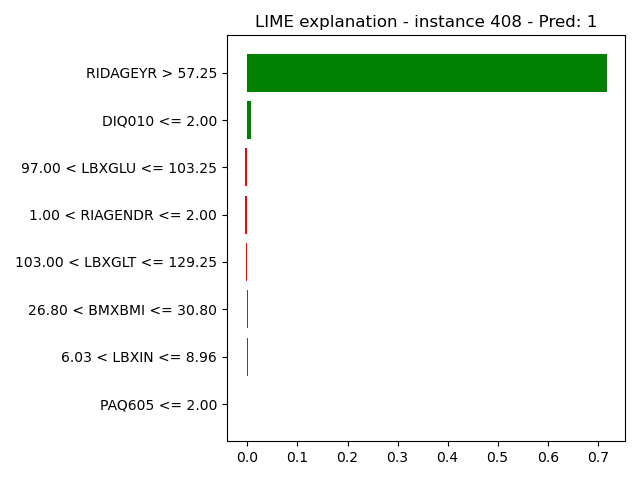 LIME explanation - instance 408 - Pred: 1
RIDAGEYR > 57.25
DIQ010 <= 2.00
97.00 < LBXGLU <= 103.25
1.00 < RIAGENDR <= 2.00
103.00 < LBXGLT <= 129.25
26.80 < BMXBMI <= 30.80
6.03 < LBXIN <= 8.96
PAQ605 <= 2.00
0.0 0.1 0.2 0.3 0.4 0.5 0.6 0.7